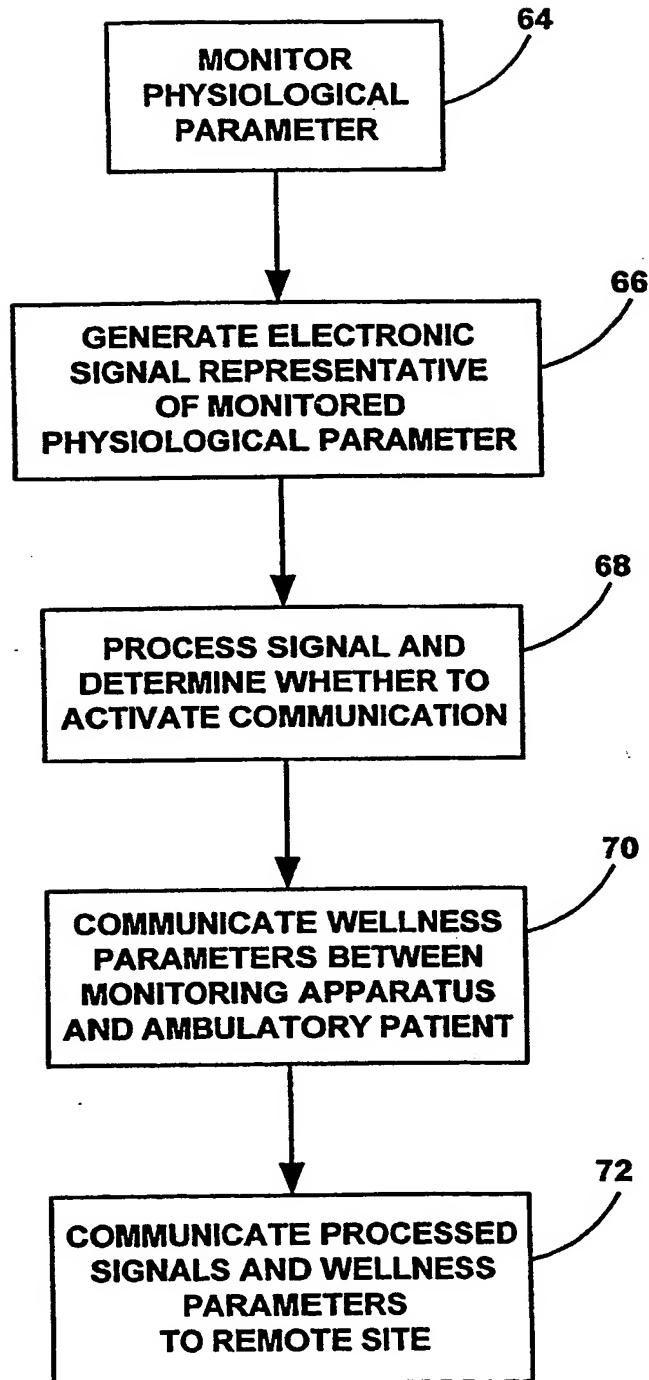 64
MONITOR
PHYSIOLOGICAL
PARAMETER
66
GENERATE ELECTRONIC
SIGNAL REPRESENTATIVE
OF MONITORED
PHYSIOLOGICAL PARAMETER
68
PROCESS SIGNAL AND
DETERMINE WHETHER TO
ACTIVATE COMMUNICATION
70
COMMUNICATE WELLNESS
PARAMETERS BETWEEN
MONITORING APPARATUS
AND AMBULATORY PATIENT
72
COMMUNICATE PROCESSED
SIGNALS AND WELLNESS
PARAMETERS
TO REMOTE SITE